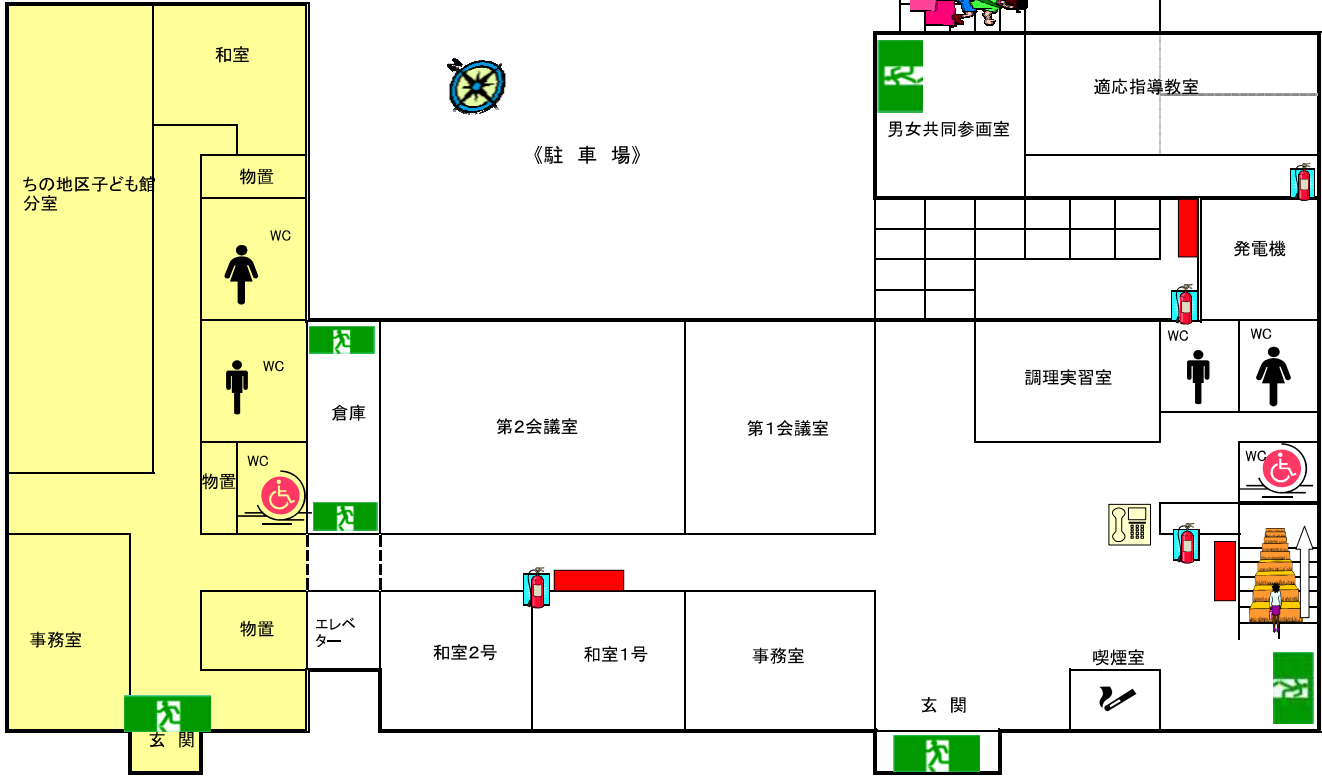 和室
適応指導教室
男女共同参画室
《駐　車　場》
物置
ちの地区子ども館
分室
WC
発電機
WC
WC
WC
調理実習室
倉庫
第2会議室
第1会議室
WC
物置
WC
事務室
物置
エレベ
ター
和室2号
和室1号
事務室
喫煙室
玄　関
玄　関